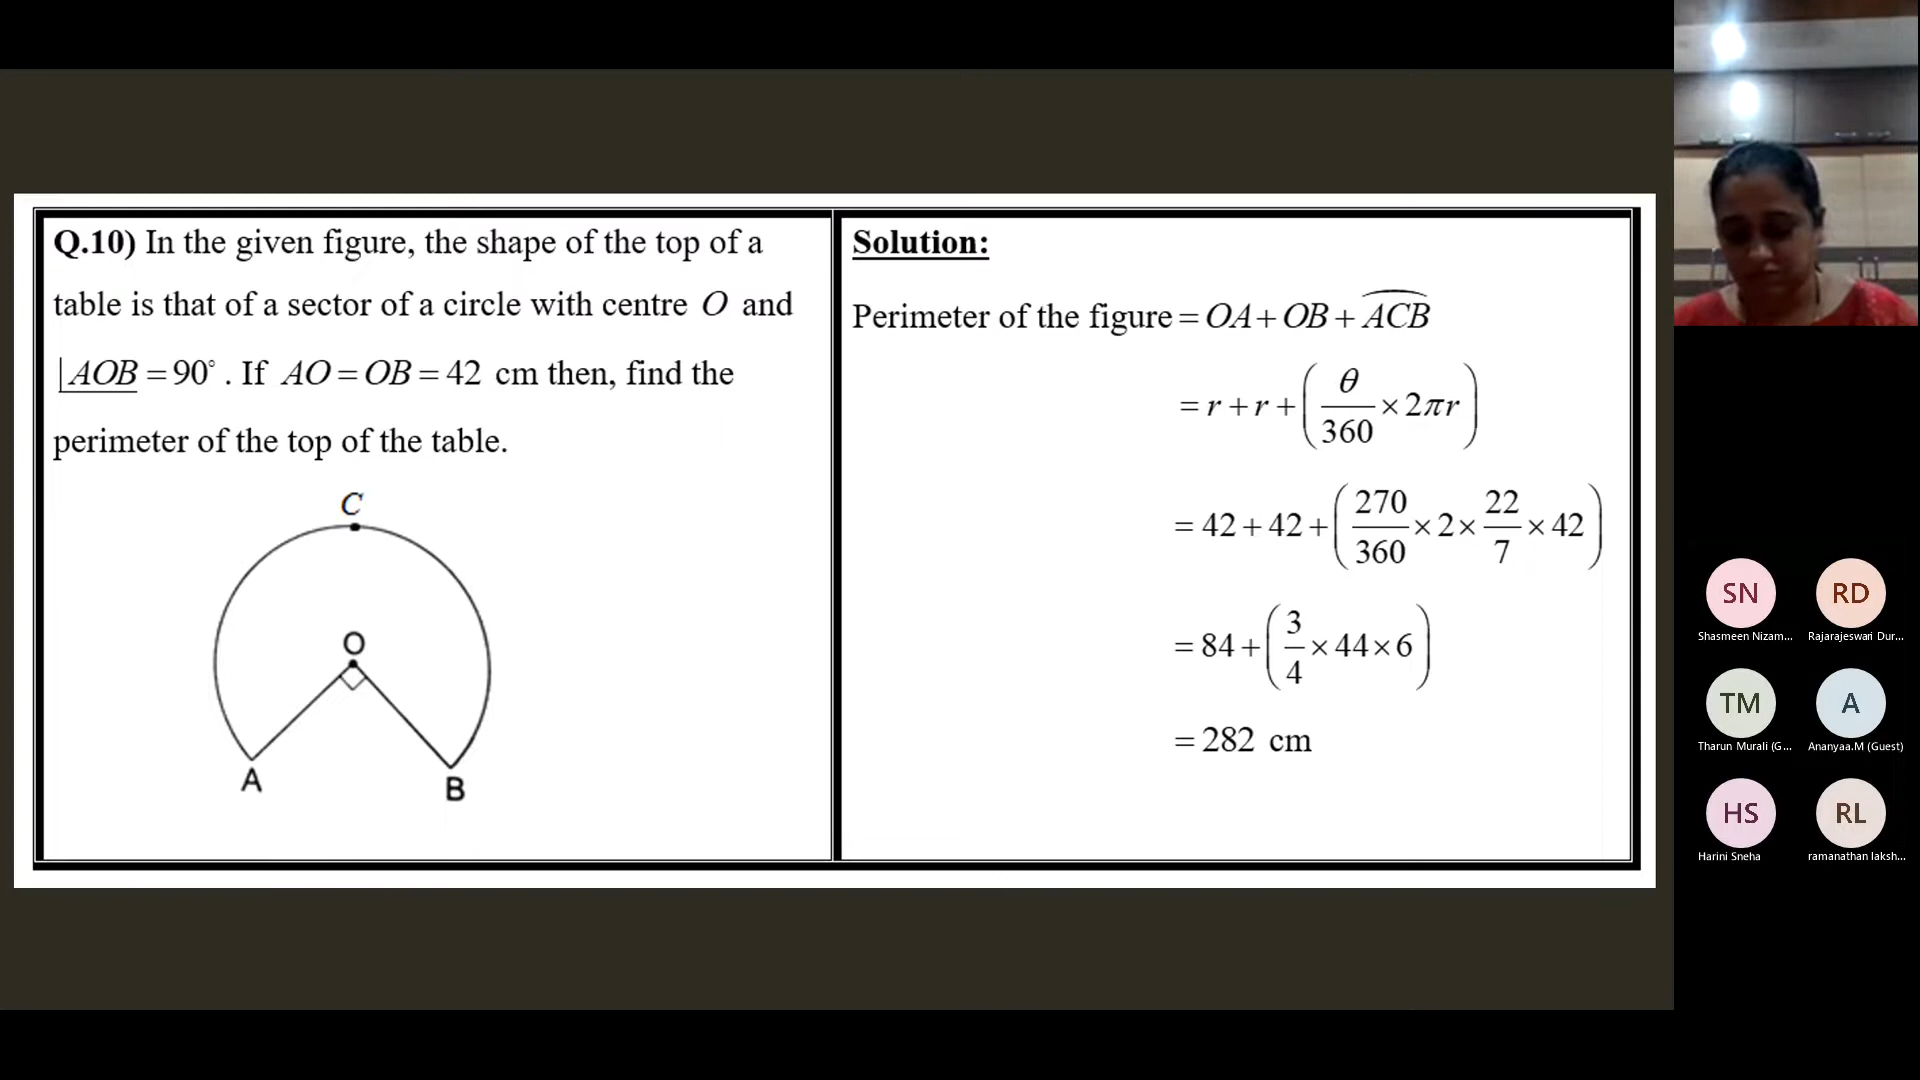 Q.10) In the given figure, the shape of the top of a
table is that of a sector of a circle with centre O and
∠AOB = 90°. If AO = OB = 42 cm then, find the
perimeter of the top of the table.
C
O
A
B
Solution:
Perimeter of the figure = OA + OB + ACB
= r + r + (θ/360 × 2πr)
= 42 + 42 + (270/360 × 2 × 22/7 × 42)
= 84 + (3/4 × 44 × 6)
= 282 cm
SN
RD
Shasmeen Nizam...
Rajarajeswari Dur...
TM
A
Tharun Murali (G...
Ananyaa.M (Guest)
HS
RL
Harini Sneha
ramanathan laksh...